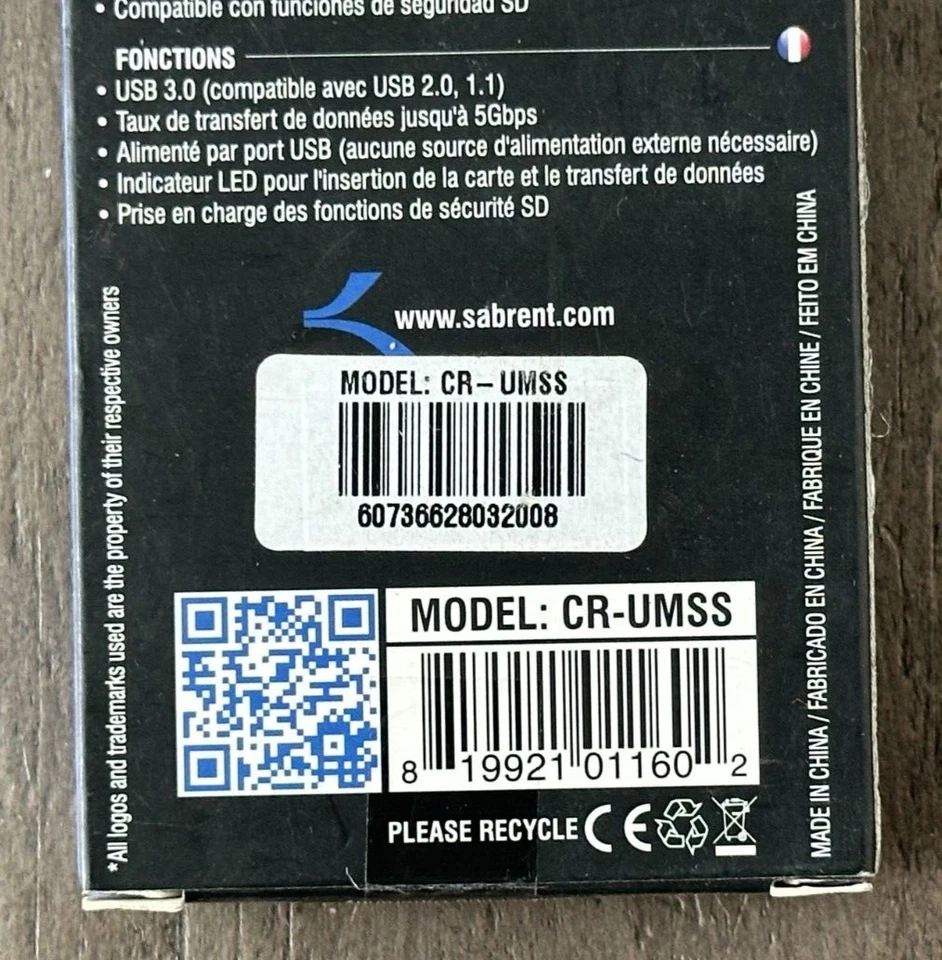 • Compatible con funciones de seguridad SD
FONCTIONS
• USB 3.0 (compatible avec USB 2.0, 1.1)
• Taux de transfert de données jusqu'à 5Gbps
• Alimenté par port USB (aucune source d'alimentation externe nécessaire)
• Indicateur LED pour l'insertion de la carte et le transfert de données
• Prise en charge des fonctions de sécurité SD
www.sabrent.com
MODEL: CR-UMSS
60736628032008
MODEL: CR-UMSS
8 19921 01160 2
PLEASE RECYCLE CE
*All logos and trademarks used are the property of their respective owners
MADE IN CHINA / FABRICADO EN CHINA / FABRIQUE EN CHINE / FEITO EM CHINA